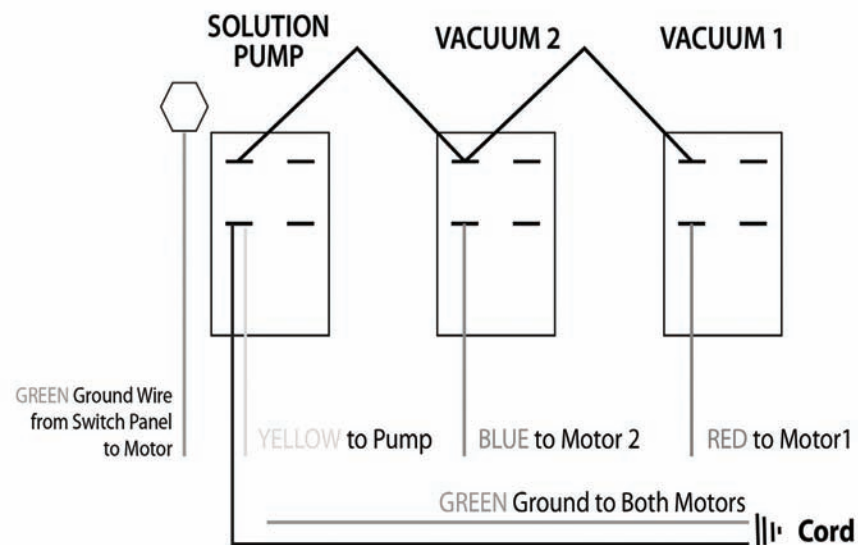 SOLUTION
PUMP
VACUUM 2
VACUUM 1
GREEN Ground Wire
from Switch Panel
to Motor
YELLOW to Pump
BLUE to Motor 2
RED to Motor1
GREEN Ground to Both Motors
Cord